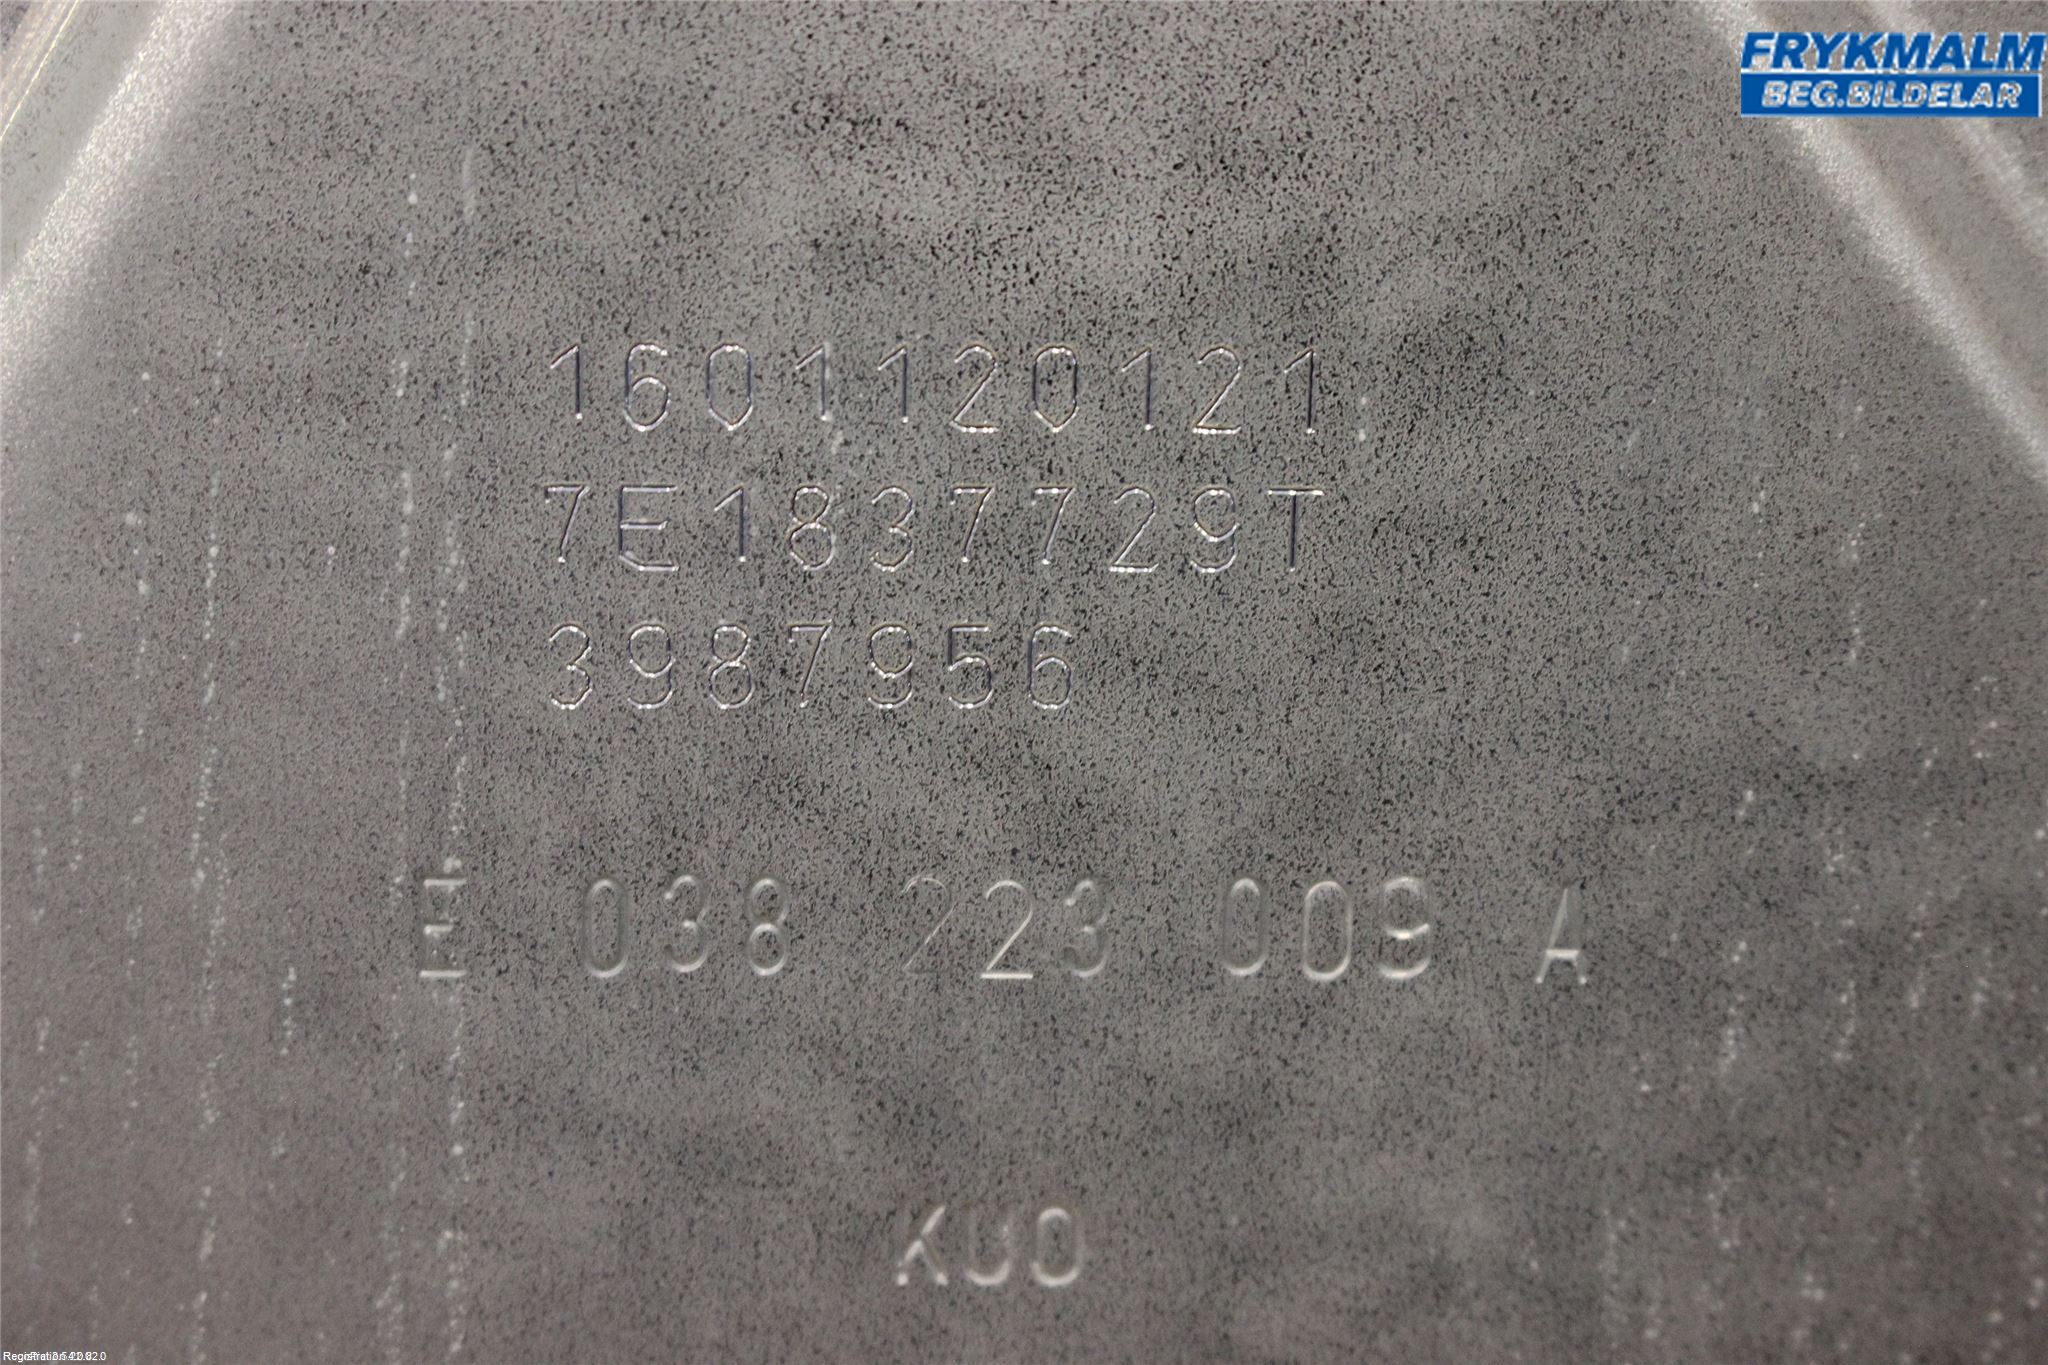 FRYKMALM
BEG.BILDELAR
1601120121
7E1837729T
3987956
E 038 223 009 A
KUO